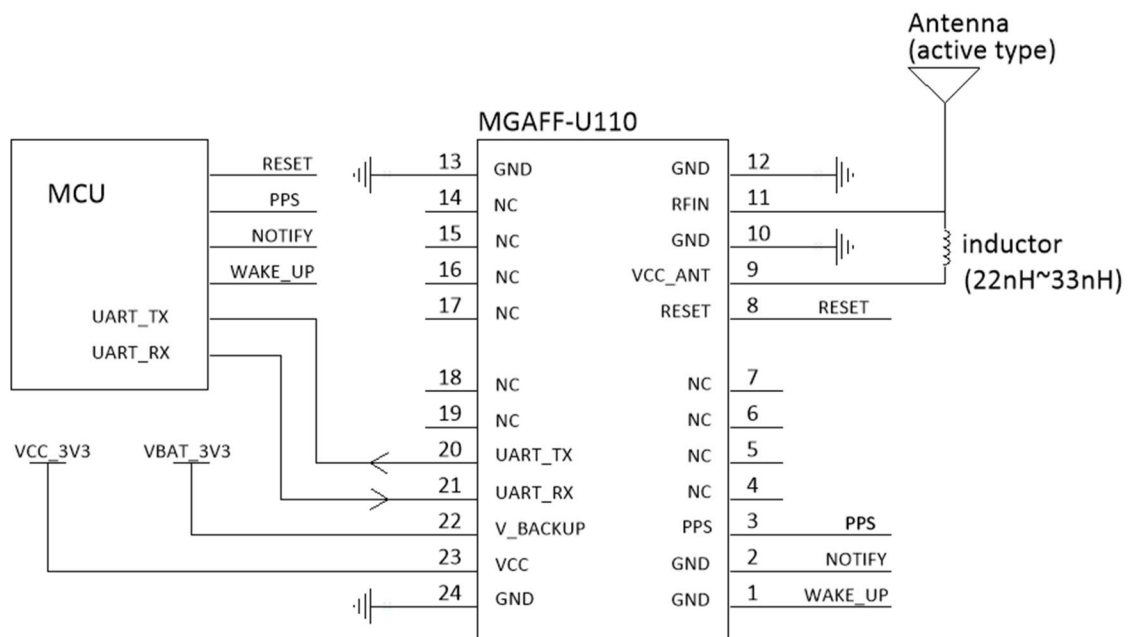 Antenna
(active type)
MGAFF-U110
MCU
RESET
PPS
NOTIFY
WAKE_UP
UART_TX
UART_RX
VCC_3V3
VBAT_3V3
13 GND
14 NC
15 NC
16 NC
17 NC
18 NC
19 NC
20 UART_TX
21 UART_RX
22 V_BACKUP
23 VCC
24 GND
GND 12
RFIN 11
GND 10
VCC_ANT 9
RESET 8 RESET
NC 7
NC 6
NC 5
NC 4
PPS 3 PPS
GND 2 NOTIFY
GND 1 WAKE_UP
inductor
(22nH~33nH)